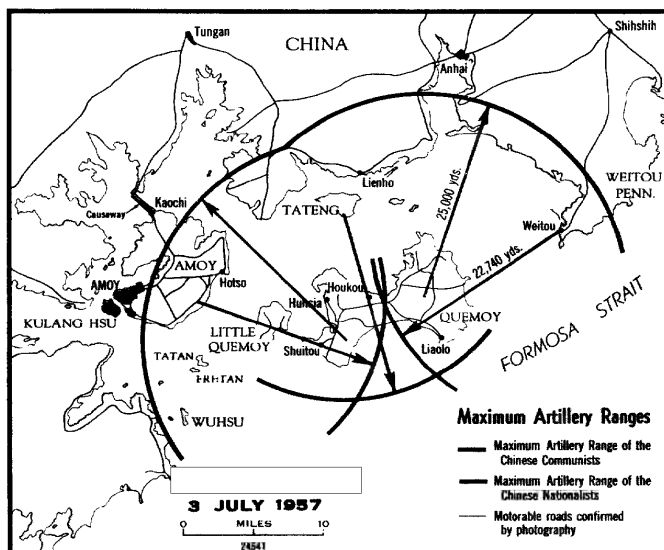 Tungan
CHINA
Shihshih
Anhai
Lienho
WEITOU
PENN.
Kaochi
Causeway
TATENG
25,000 yds.
Weitou
AMOY
Hotso
AMOY
Houkou
Hunsia
22,740 yds.
KULANG HSU
LITTLE
QUEMOY
QUEMOY
Shuitou
Liaolo
FORMOSA STRAIT
TATAN
ERHTAN
WUHSU
Maximum Artillery Ranges
Maximum Artillery Range of the
Chinese Communists
Maximum Artillery Range of the
Chinese Nationalists
Motorable roads confirmed
by photography
3 JULY 1957
MILES
0 10
24541